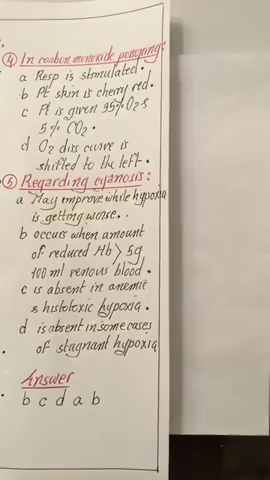 ④ In carbon monoxide poisoning:
a Resp is stimulated.
b Pt skin is cherry red.
c Pt is given 95% O2 &
5% CO2.
d O2 diss curve is
shifted to the left.
⑤ Regarding cyanosis:
a May improve while hypoxia
is getting worse..
b occurs when amount
of reduced Hb > 5g
100 ml venous blood.
c is absent in anemic
& histotoxic hypoxia.
d is absent in some cases
of stagnant hypoxia
Answer
b c d a b